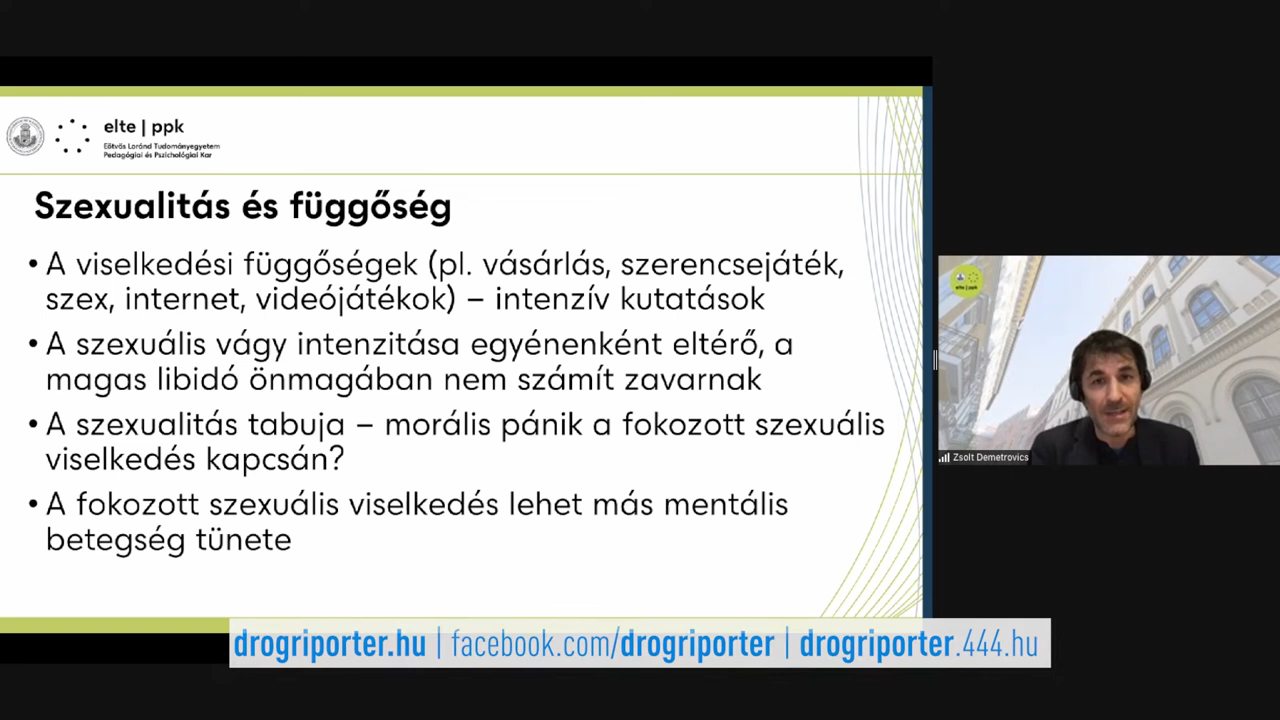 elte | ppk
Eötvös Loránd Tudományegyetem
Pedagógiai és Pszichológiai Kar
Szexualitás és függőség
• A viselkedési függőségek (pl. vásárlás, szerencsejáték,
szex, internet, videójátékok) – intenzív kutatások
• A szexuális vágy intenzitása egyénenként eltérő, a
magas libidó önmagában nem számít zavarnak
• A szexualitás tabuja – morális pánik a fokozott szexuális
viselkedés kapcsán?
• A fokozott szexuális viselkedés lehet más mentális
betegség tünete
elte | ppk
Zsolt Demetrovics
drogriporter.hu | facebook.com/drogriporter | drogriporter.444.hu